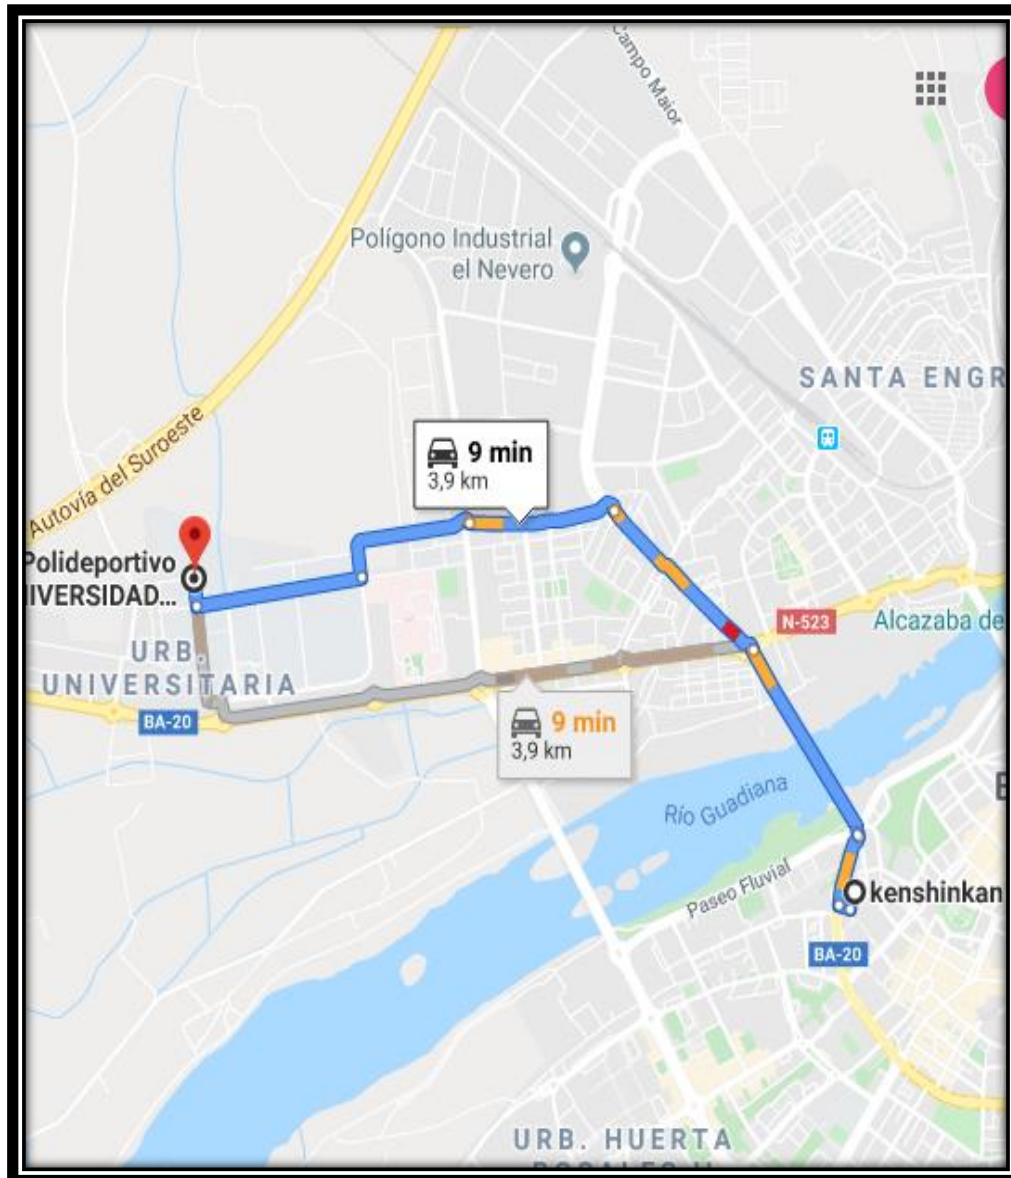 Campo Maior
Polígono Industrial
el Nevero
SANTA ENGR
Autovía del Suroeste
9 min
3,9 km
Polideportivo
IVERSIDAD...
N-523
Alcazaba de
URB.
UNIVERSITARIA
BA-20
9 min
3,9 km
Río Guadiana
Paseo Fluvial
kenshinkan
BA-20
URB. HUERTA